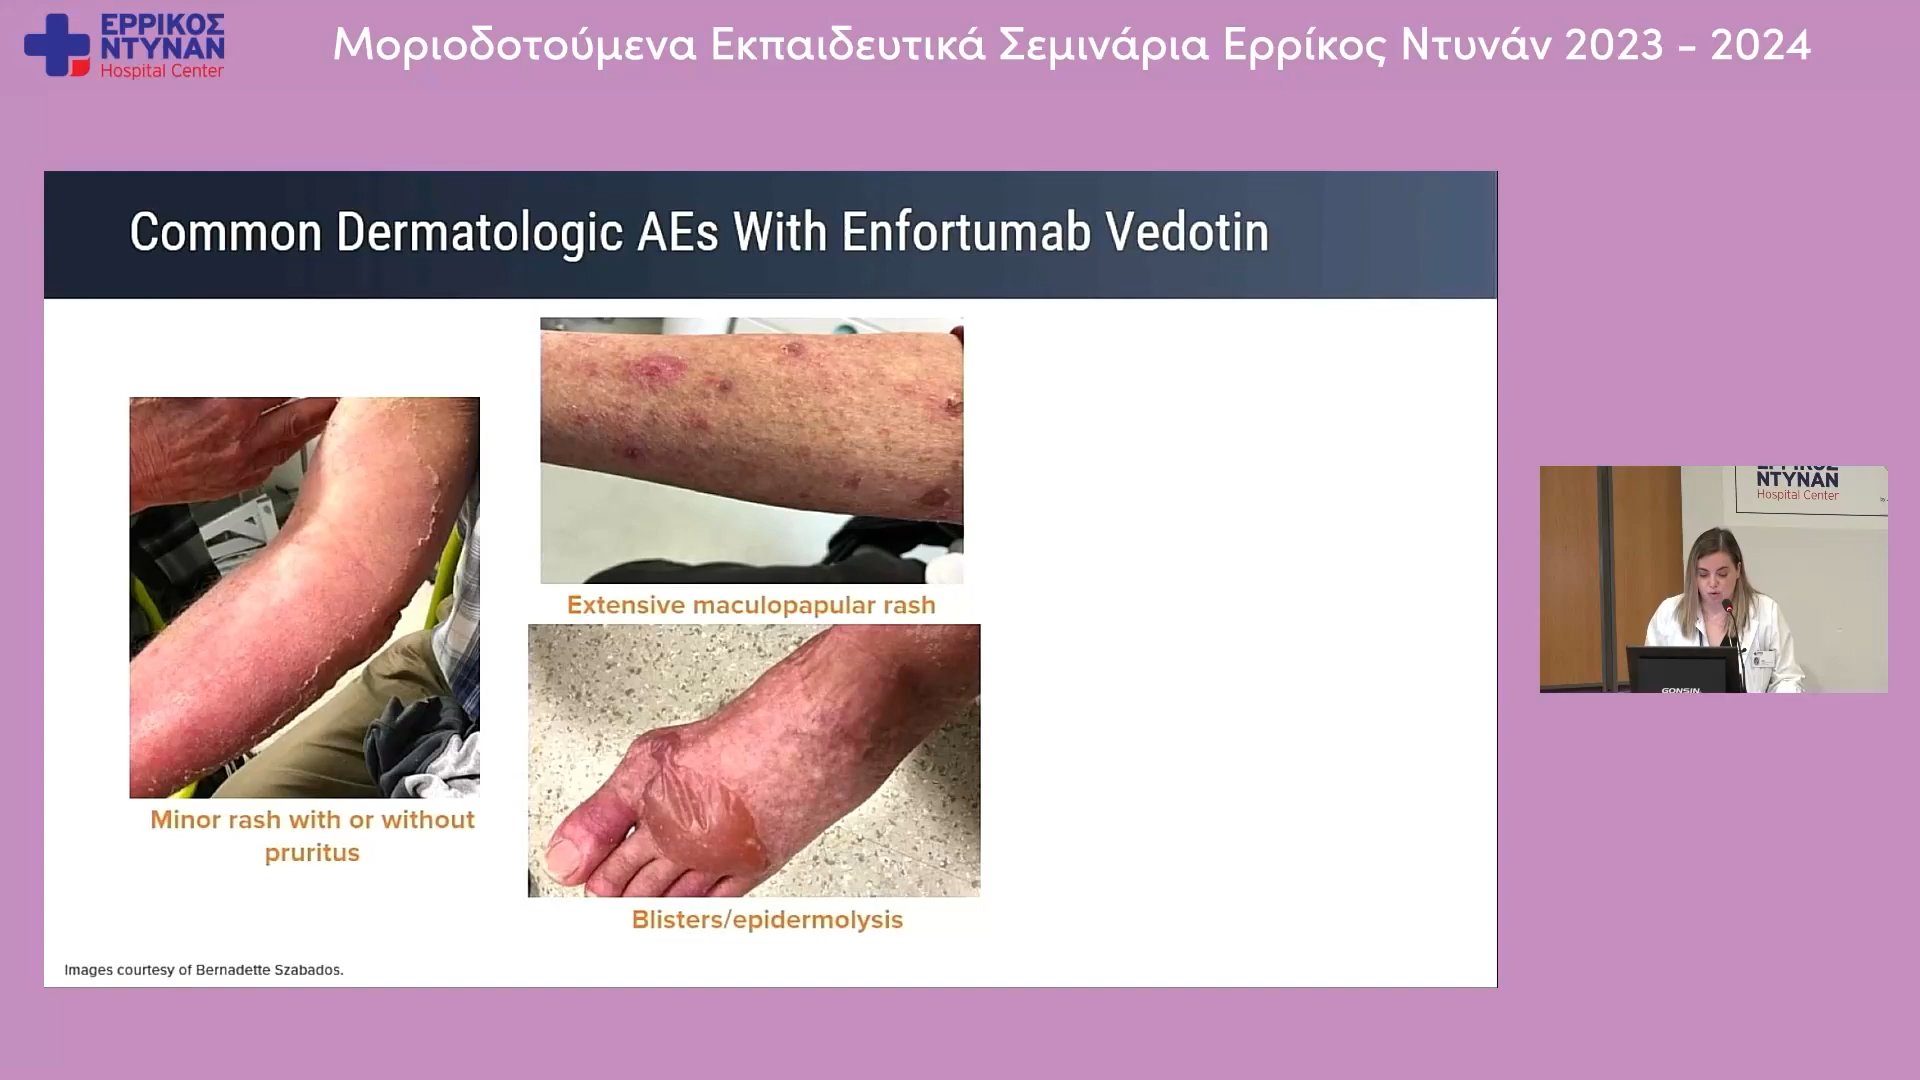 ΕΡΡΙΚΟΣ
ΝΤΥΝΑΝ
Hospital Center
Μοριοδοτούμενα Εκπαιδευτικά Σεμινάρια Ερρίκος Ντυνάν 2023 - 2024
Common Dermatologic AEs With Enfortumab Vedotin
Extensive maculopapular rash
Minor rash with or without
pruritus
Blisters/epidermolysis
Images courtesy of Bernadette Szabados.
ΕΡΡΙΚΟΣ
ΝΤΥΝΑΝ
Hospital Center
GONSIN